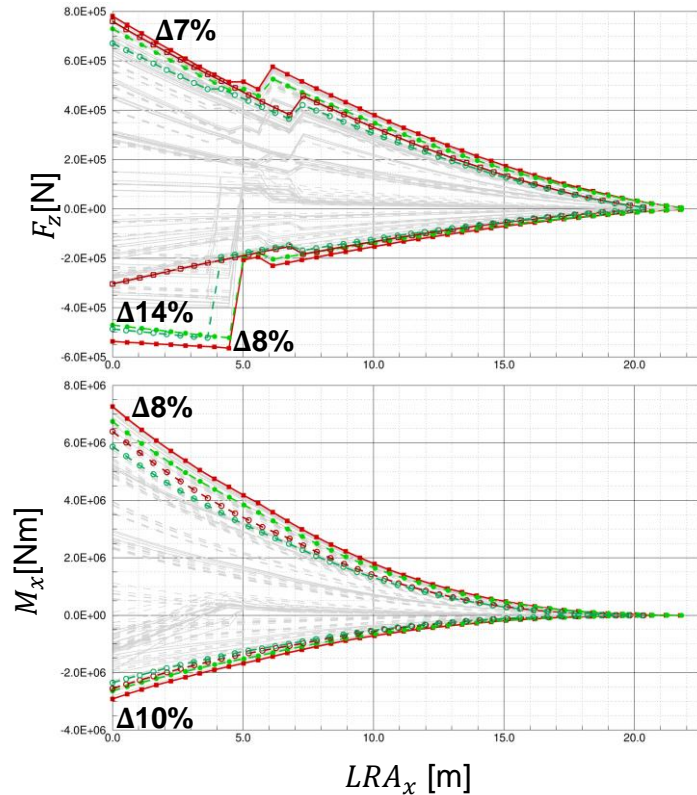 8.0E+05
6.0E+05
4.0E+05
2.0E+05
0.0E+00
-2.0E+05
-4.0E+05
-6.0E+05
F_z[N]
Δ7%
Δ14%
Δ8%
0.0 5.0 10.0 15.0 20.0
8.0E+06
6.0E+06
4.0E+06
2.0E+06
0.0E+00
-2.0E+06
-4.0E+06
M_x[Nm]
Δ8%
Δ10%
0.0 5.0 10.0 15.0 20.0
LRA_x [m]